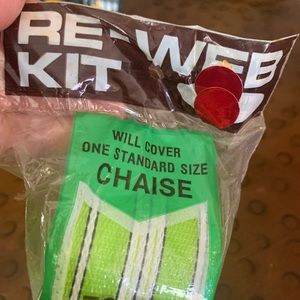 RE-WEB
KIT
WILL COVER
ONE STANDARD SIZE
CHAISE